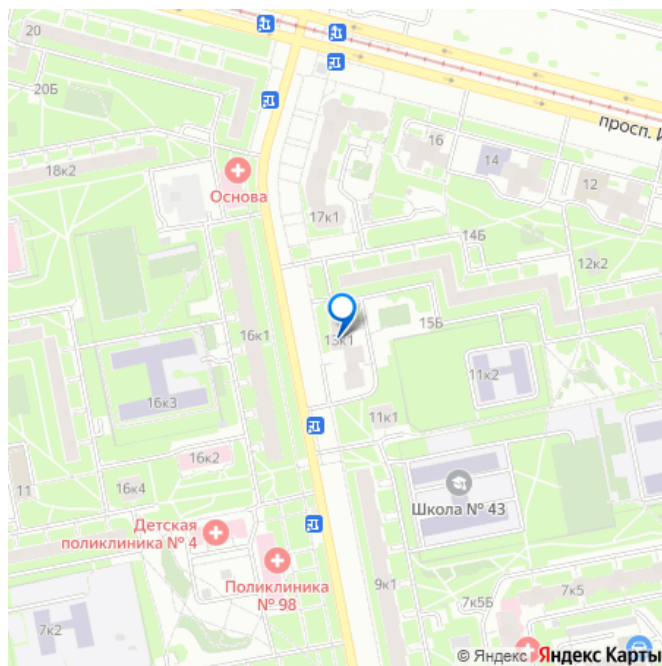 20
20Б
просп. И
16
14
12
18к2
Основа
17к1
14Б
12к2
16к1
13к1
15Б
11к2
16к3
11к1
16к2
11
16к4
Школа № 43
Детская
поликлиника № 4
Поликлиника
№ 98
9к1
7к5
7к5Б
7к2
© Яндекс Яндекс Карты